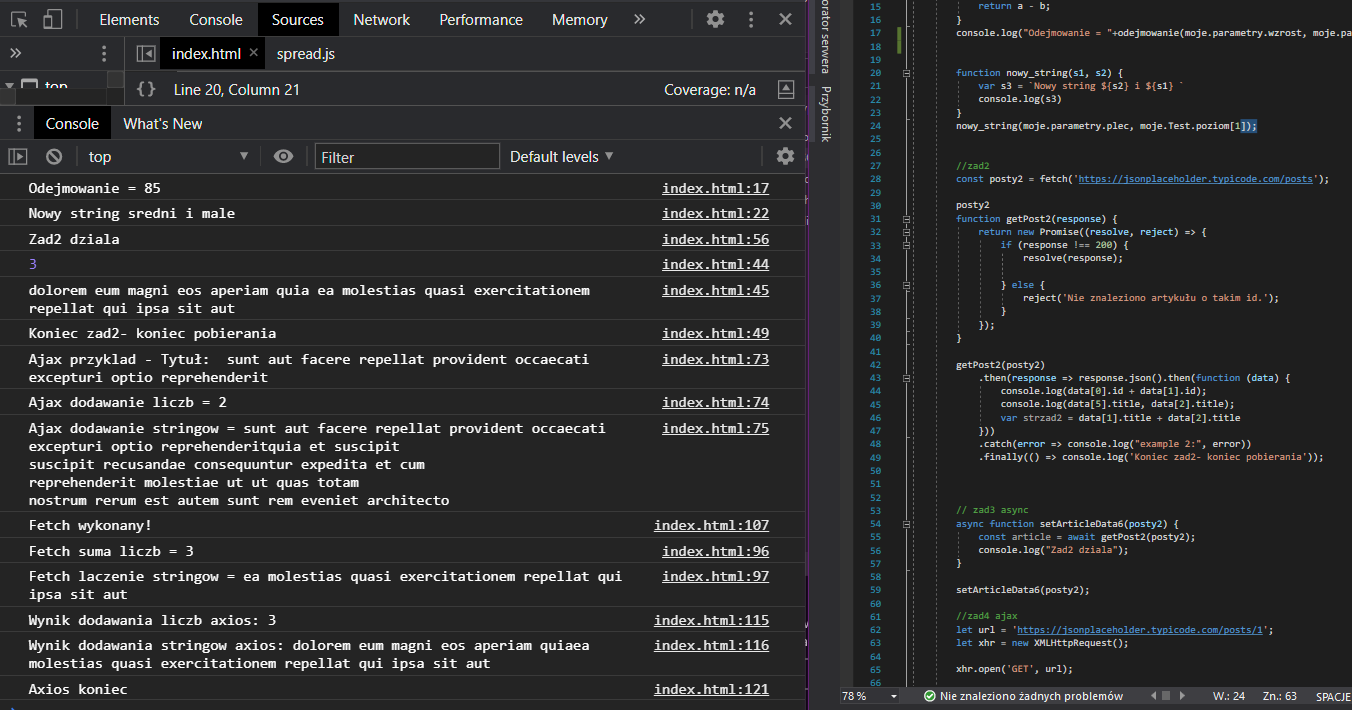 Elements Console Sources Network Performance Memory »
»
index.html × spread.js
top
{} Line 20, Column 21 Coverage: n/a
Console What's New
top Filter Default levels
Odejmowanie = 85 index.html:17
Nowy string sredni i male index.html:22
Zad2 dziala index.html:56
3 index.html:44
dolorem eum magni eos aperiam quia ea molestias quasi exercitationem index.html:45
repellat qui ipsa sit aut
Koniec zad2- koniec pobierania index.html:49
Ajax przyklad - Tytuł:  sunt aut facere repellat provident occaecati index.html:73
excepturi optio reprehenderit
Ajax dodawanie liczb = 2 index.html:74
Ajax dodawanie stringow = sunt aut facere repellat provident occaecati index.html:75
excepturi optio reprehenderitquia et suscipit
suscipit recusandae consequuntur expedita et cum
reprehenderit molestiae ut ut quas totam
nostrum rerum est autem sunt rem eveniet architecto
Fetch wykonany! index.html:107
Fetch suma liczb = 3 index.html:96
Fetch laczenie stringow = ea molestias quasi exercitationem repellat qui index.html:97
ipsa sit aut
Wynik dodawania liczb axios: 3 index.html:115
Wynik dodawania stringow axios: dolorem eum magni eos aperiam quiaea index.html:116
molestias quasi exercitationem repellat qui ipsa sit aut
Axios koniec index.html:121
orator serwera
Przybornik
15 return a - b;
16 }
17 console.log("Odejmowanie = "+odejmowanie(moje.parametry.wzrost, moje.pa
18
19
20 function nowy_string(s1, s2) {
21 var s3 = `Nowy string ${s2} i ${s1} `
22 console.log(s3)
23 }
24 nowy_string(moje.parametry.plec, moje.Test.poziom[1]);
25
26
27 //zad2
28 const posty2 = fetch('https://jsonplaceholder.typicode.com/posts');
29
30 posty2
31 function getPost2(response) {
32 return new Promise((resolve, reject) => {
33 if (response !== 200) {
34 resolve(response);
35
36 } else {
37 reject('Nie znaleziono artykułu o takim id.');
38 }
39 });
40 }
41
42 getPost2(posty2)
43 .then(response => response.json().then(function (data) {
44 console.log(data[0].id + data[1].id);
45 console.log(data[5].title, data[2].title);
46 var strzad2 = data[1].title + data[2].title
47 }))
48 .catch(error => console.log("example 2:", error))
49 .finally(() => console.log('Koniec zad2- koniec pobierania'));
50
51
52
53 // zad3 async
54 async function setArticleData6(posty2) {
55 const article = await getPost2(posty2);
56 console.log("Zad2 dziala");
57 }
58
59 setArticleData6(posty2);
60
61 //zad4 ajax
62 let url = 'https://jsonplaceholder.typicode.com/posts/1';
63 let xhr = new XMLHttpRequest();
64
65 xhr.open('GET', url);
66
78 % Nie znaleziono żadnych problemów W.: 24 Zn.: 63 SPACJE